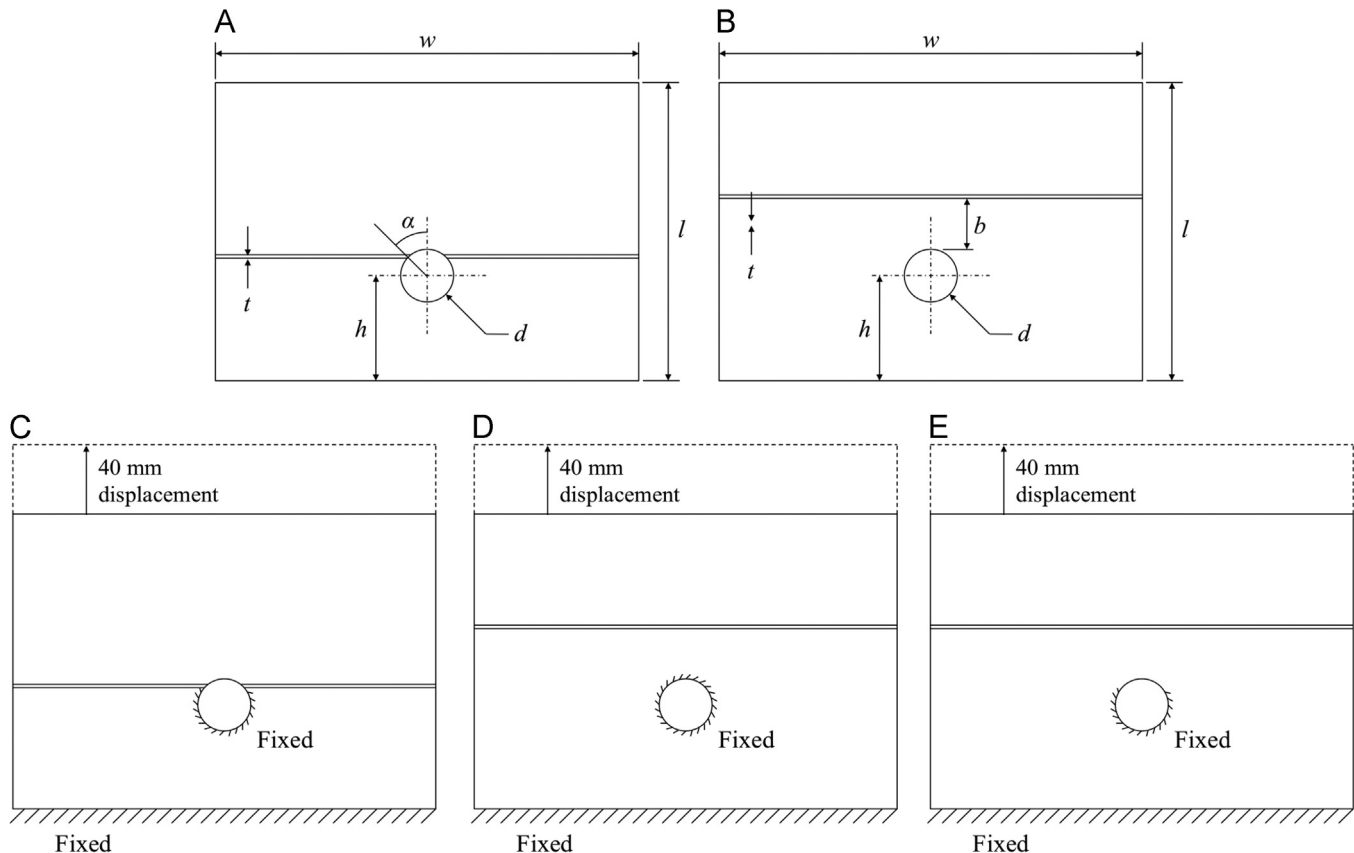 A
w
α
t
h
d
l
B
w
b
t
h
d
l
C
40 mm
displacement
Fixed
Fixed
D
40 mm
displacement
Fixed
Fixed
E
40 mm
displacement
Fixed
Fixed